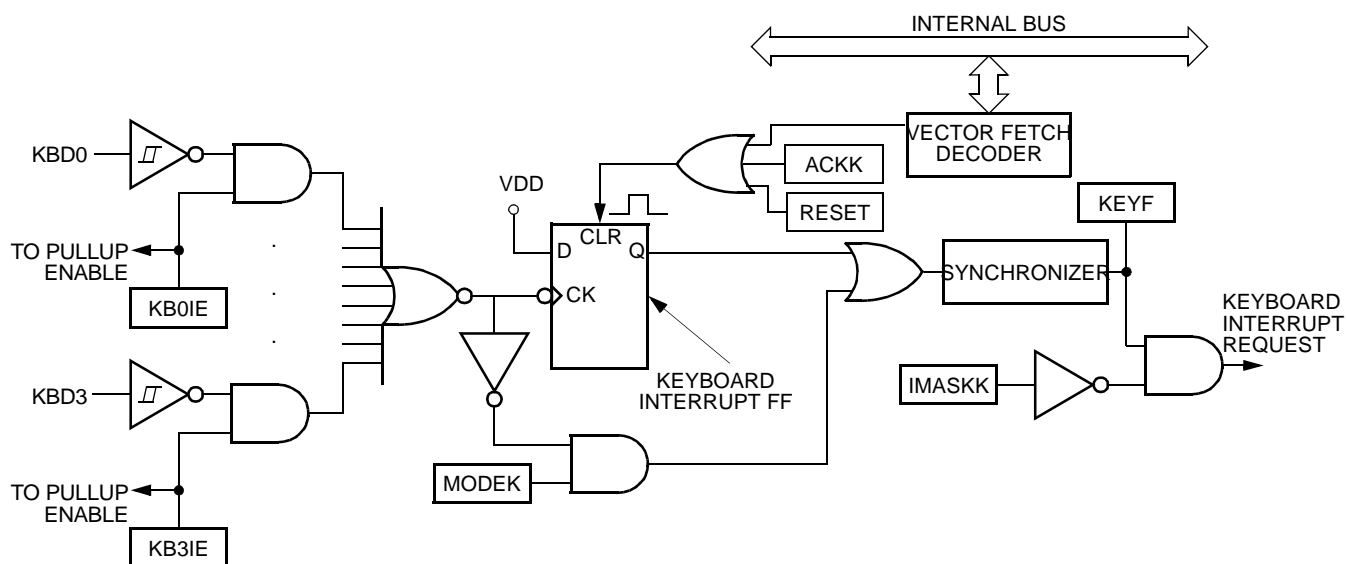 INTERNAL BUS
VECTOR FETCH
DECODER
KBD0
ACKK
VDD
RESET
KEYF
CLR
D
Q
TO PULLUP
ENABLE
SYNCHRONIZER
CK
KB0IE
KEYBOARD
INTERRUPT
REQUEST
KEYBOARD
INTERRUPT FF
IMASKK
KBD3
MODEK
TO PULLUP
ENABLE
KB3IE